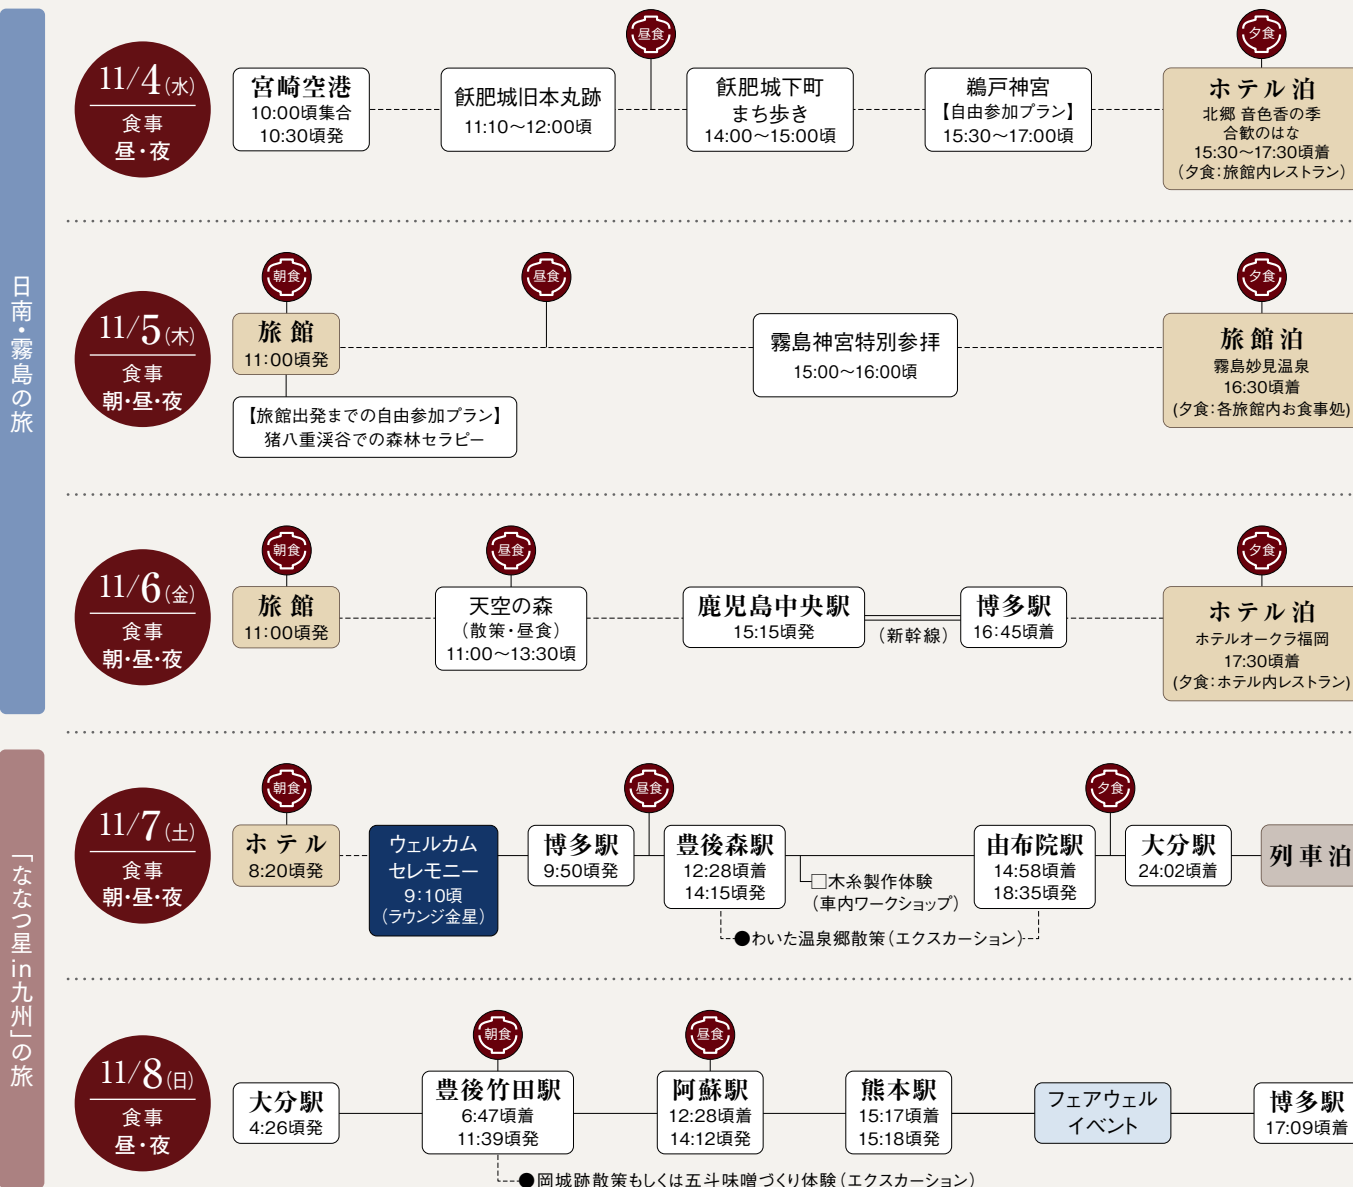 日南・霧島の旅
11/4(水)
食事
昼・夜
宮崎空港
10:00頃集合
10:30頃発
飫肥城旧本丸跡
11:10〜12:00頃
昼食
飫肥城下町
まち歩き
14:00〜15:00頃
鵜戸神宮
【自由参加プラン】
15:30〜17:00頃
夕食
ホテル泊
北郷 音色香の季
合歓のはな
15:30〜17:30頃着
(夕食:旅館内レストラン)
11/5(木)
食事
朝・昼・夜
朝食
旅館
11:00頃発
【旅館出発までの自由参加プラン】
猪八重渓谷での森林セラピー
昼食
霧島神宮特別参拝
15:00〜16:00頃
夕食
旅館泊
霧島妙見温泉
16:30頃着
(夕食:各旅館内お食事処)
11/6(金)
食事
朝・昼・夜
朝食
旅館
11:00頃発
昼食
天空の森
(散策・昼食)
11:00〜13:30頃
鹿児島中央駅
15:15頃発
(新幹線)
博多駅
16:45頃着
夕食
ホテル泊
ホテルオークラ福岡
17:30頃着
(夕食:ホテル内レストラン)
「ななつ星in九州」の旅
11/7(土)
食事
朝・昼・夜
朝食
ホテル
8:20頃発
ウェルカム
セレモニー
9:10頃
(ラウンジ金星)
博多駅
9:50頃発
昼食
豊後森駅
12:28頃着
14:15頃発
□木糸製作体験
(車内ワークショップ)
●わいた温泉郷散策(エクスカーション)
由布院駅
14:58頃着
18:35頃発
夕食
大分駅
24:02頃着
列車泊
11/8(日)
食事
昼・夜
大分駅
4:26頃発
朝食
豊後竹田駅
6:47頃着
11:39頃発
●岡城跡散策もしくは五斗味噌づくり体験(エクスカーション)
昼食
阿蘇駅
12:28頃着
14:12頃発
熊本駅
15:17頃着
15:18頃発
フェアウェル
イベント
博多駅
17:09頃着